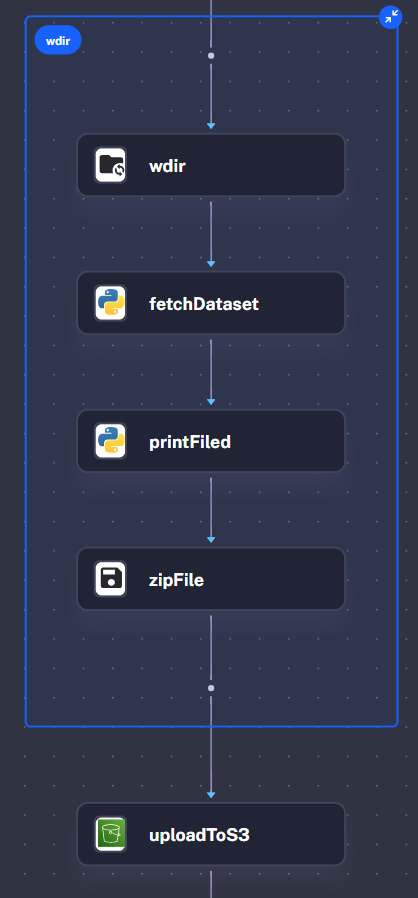 wdir
wdir
fetchDataset
printFiled
zipFile
uploadToS3